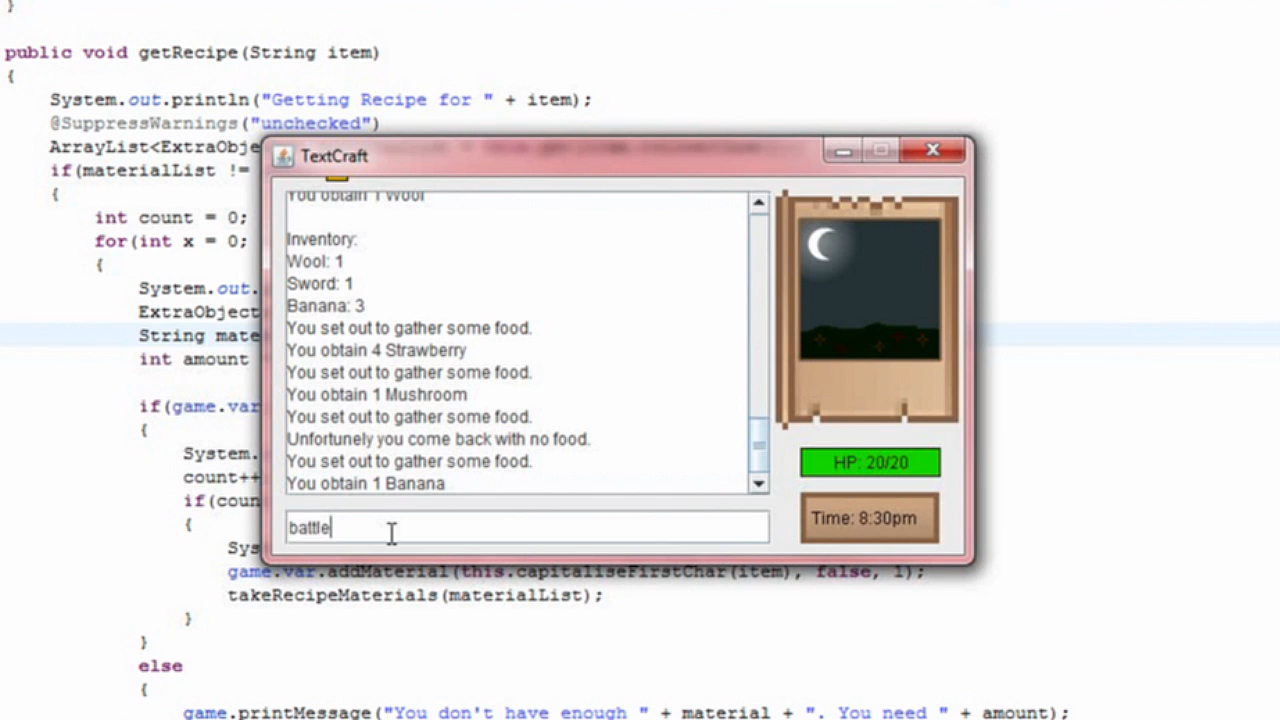 }
public void getRecipe(String item)
{
System.out.println("Getting Recipe for " + item);
@SuppressWarnings("unchecked")
ArrayList<ExtraObje
if(materialList !=
{
int count = 0;
for(int x = 0;
{
System.out.
ExtraObject
String mate
int amount
if(game.var
{
System.
count++
if(coun
{
Sys
game.var.addMaterial(this.capitaliseFirstChar(item), false, 1);
takeRecipeMaterials(materialList);
}
}
else
{
game.printMessage("You don't have enough " + material + ". You need " + amount);
TextCraft
You obtain 1 Wool
Inventory:
Wool: 1
Sword: 1
Banana: 3
You set out to gather some food.
You obtain 4 Strawberry
You set out to gather some food.
You obtain 1 Mushroom
You set out to gather some food.
Unfortunely you come back with no food.
You set out to gather some food.
You obtain 1 Banana
battle
HP: 20/20
Time: 8:30pm